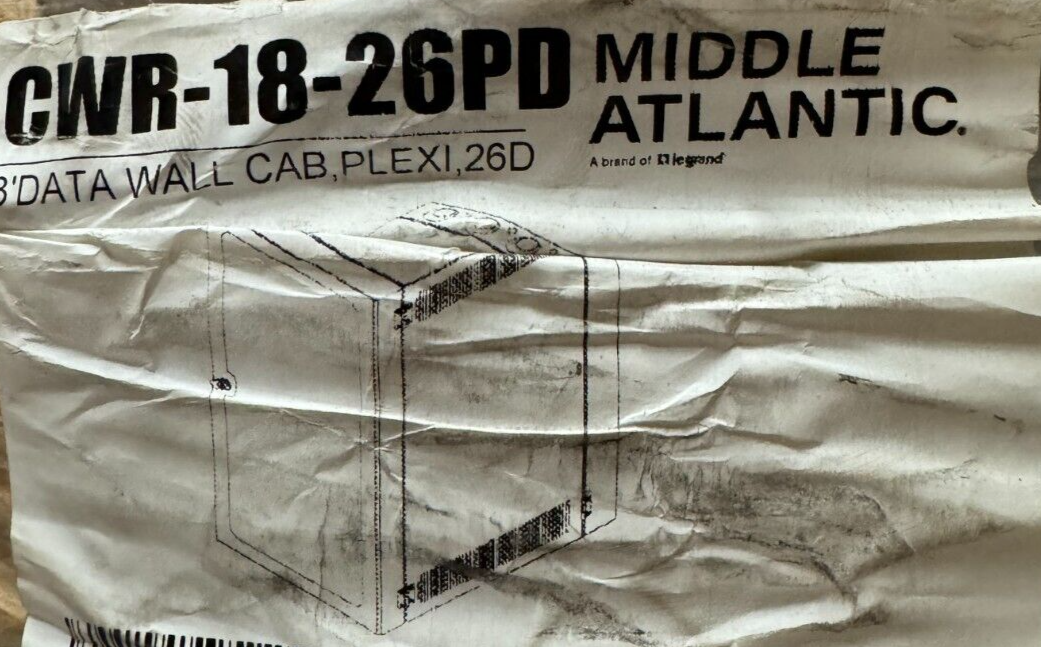 CWR-18-26PD
'DATA WALL CAB,PLEXI,26D
MIDDLE
ATLANTIC.
A brand of legrand